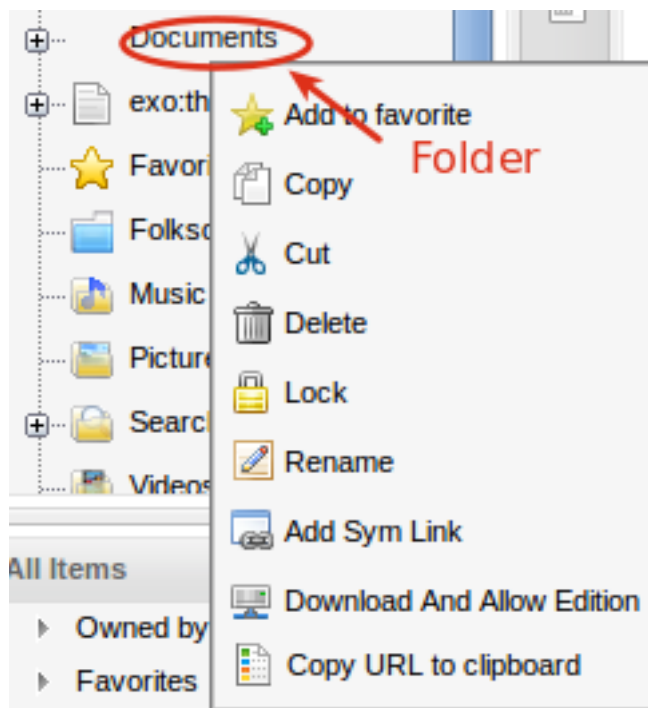 Documents
exo:th
Favori
Folksc
Music
Picture
Searc
Videos
Add to favorite
Folder
Copy
Cut
Delete
Lock
Rename
Add Sym Link
Download And Allow Edition
Copy URL to clipboard
All Items
Owned by
Favorites